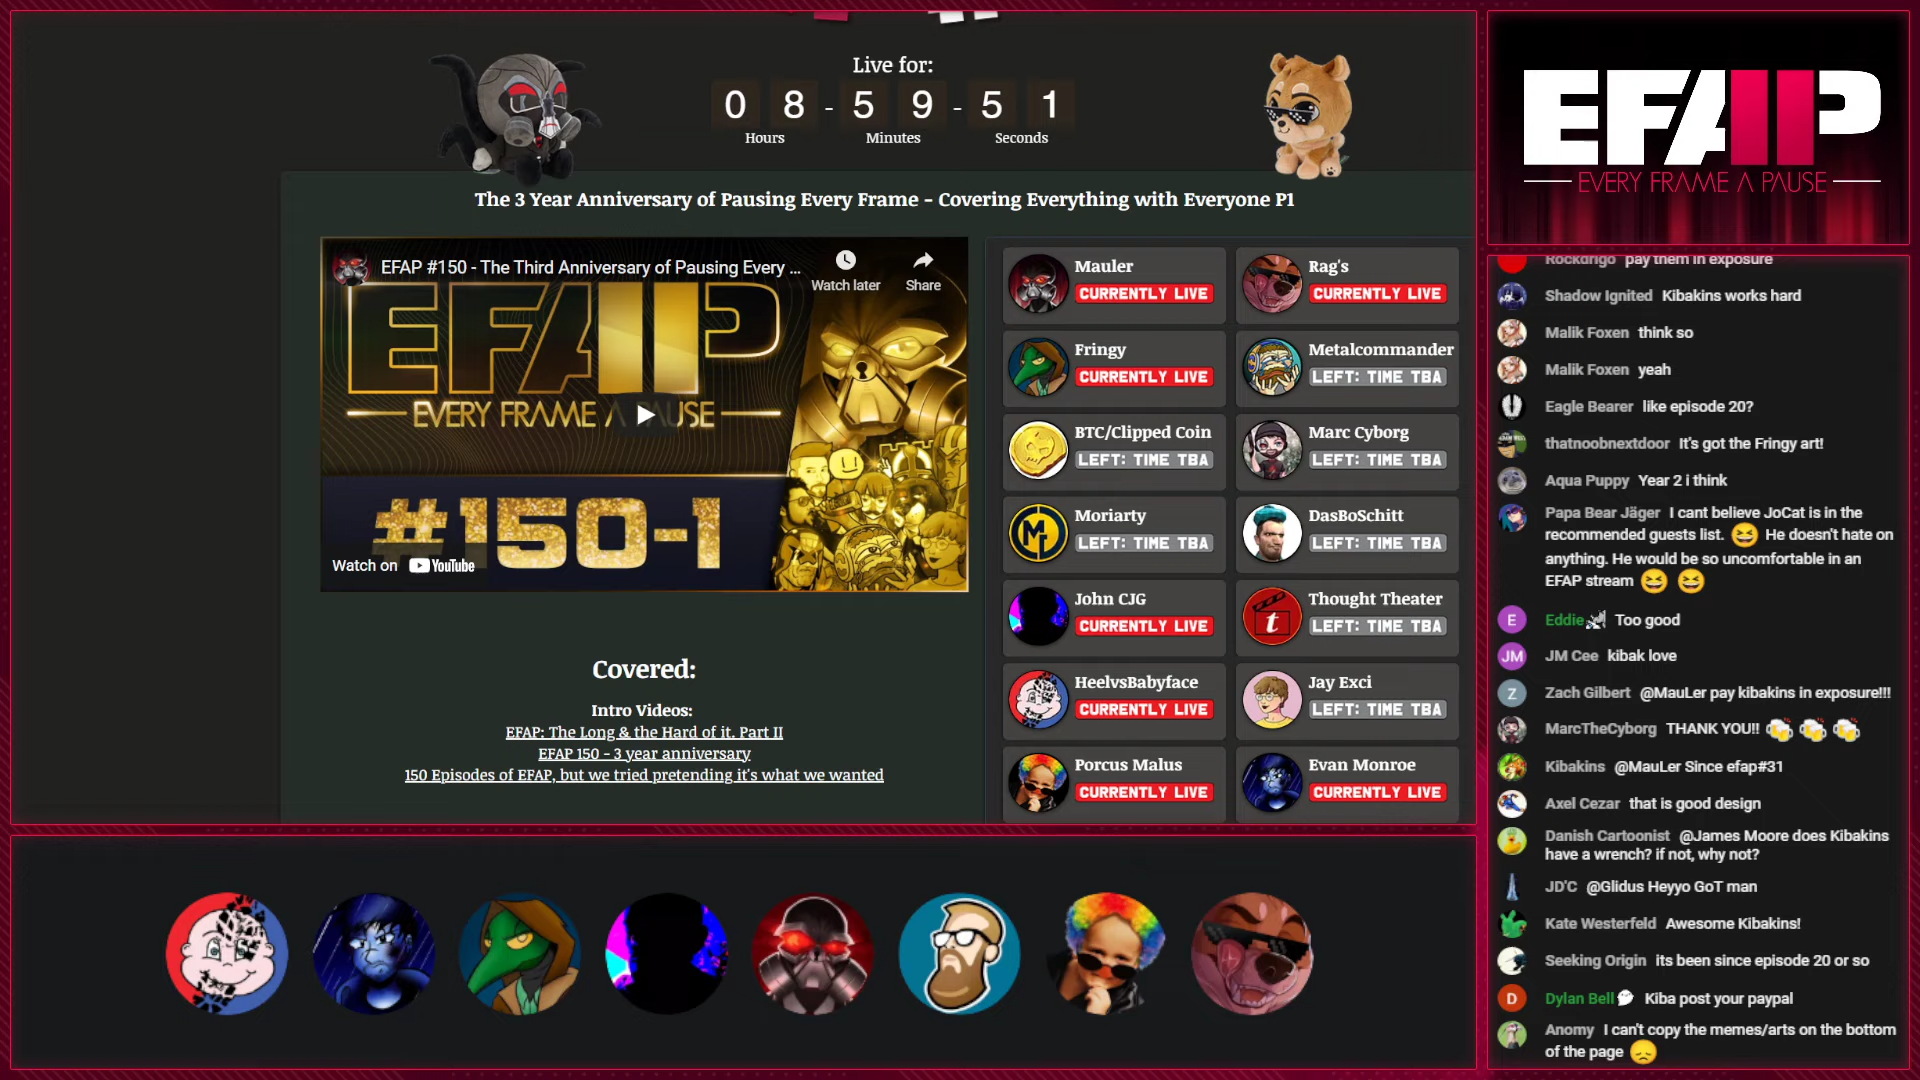 Live for:
0 8 - 5 9 - 5 1
Hours Minutes Seconds
The 3 Year Anniversary of Pausing Every Frame - Covering Everything with Everyone P1
EFAP #150 - The Third Anniversary of Pausing Every ...
Watch later
Share
EFAP
EVERY FRAME A PAUSE
#150-1
Watch on YouTube
Covered:
Intro Videos:
EFAP: The Long & the Hard of it. Part II
EFAP 150 - 3 year anniversary
150 Episodes of EFAP, but we tried pretending it's what we wanted
Mauler
CURRENTLY LIVE
Rag's
CURRENTLY LIVE
Fringy
CURRENTLY LIVE
Metalcommander
LEFT: TIME TBA
BTC/Clipped Coin
LEFT: TIME TBA
Marc Cyborg
LEFT: TIME TBA
Moriarty
LEFT: TIME TBA
DasBoSchitt
LEFT: TIME TBA
John CJG
CURRENTLY LIVE
Thought Theater
LEFT: TIME TBA
HeelvsBabyface
CURRENTLY LIVE
Jay Exci
LEFT: TIME TBA
Porcus Malus
CURRENTLY LIVE
Evan Monroe
CURRENTLY LIVE
EFAP
EVERY FRAME A PAUSE
Rockdrigo pay them in exposure
Shadow Ignited Kibakins works hard
Malik Foxen think so
Malik Foxen yeah
Eagle Bearer like episode 20?
thatnoobnextdoor It's got the Fringy art!
Aqua Puppy Year 2 i think
Papa Bear Jäger I cant believe JoCat is in the
recommended guests list. 😆 He doesn't hate on
anything. He would be so uncomfortable in an
EFAP stream 😆 😆
E
Eddie Too good
JM
JM Cee kibak love
Z
Zach Gilbert @MauLer pay kibakins in exposure!!!
MarcTheCyborg THANK YOU!! 🍻 🍻 🍻
Kibakins @MauLer Since efap#31
Axel Cezar that is good design
Danish Cartoonist @James Moore does Kibakins
have a wrench? if not, why not?
JD'C @Glidus Heyyo GoT man
Kate Westerfeld Awesome Kibakins!
Seeking Origin its been since episode 20 or so
D
Dylan Bell Kiba post your paypal
Anomy I can't copy the memes/arts on the bottom
of the page 😞